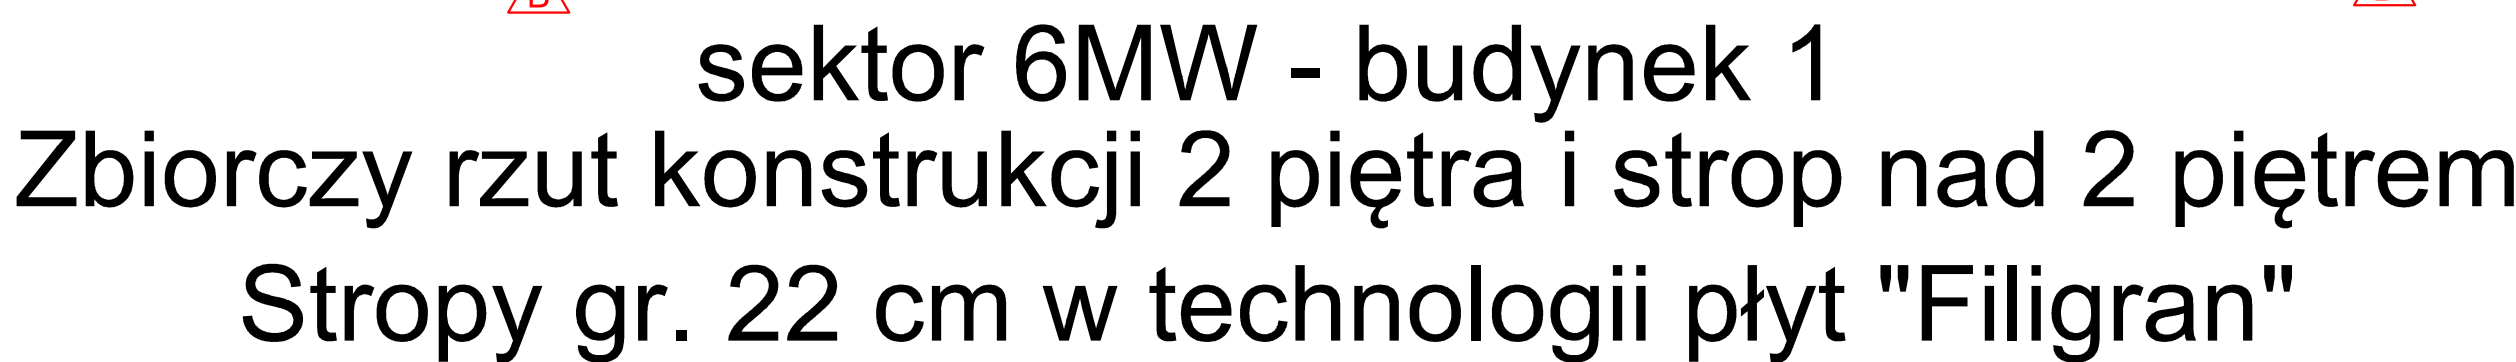 sektor 6MW - budynek 1
Zbiorczy rzut konstrukcji 2 piętra i strop nad 2 piętrem
Stropy gr. 22 cm w technologii płyt "Filigran"